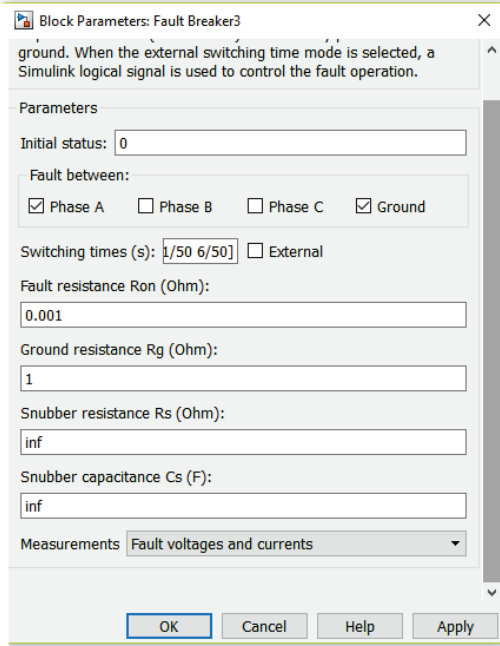 Block Parameters: Fault Breaker3
ground. When the external switching time mode is selected, a
Simulink logical signal is used to control the fault operation.
Parameters
Initial status: 0
Fault between:
Phase A Phase B Phase C Ground
Switching times (s): 1/50 6/50] External
Fault resistance Ron (Ohm):
0.001
Ground resistance Rg (Ohm):
1
Snubber resistance Rs (Ohm):
inf
Snubber capacitance Cs (F):
inf
Measurements Fault voltages and currents
OK Cancel Help Apply